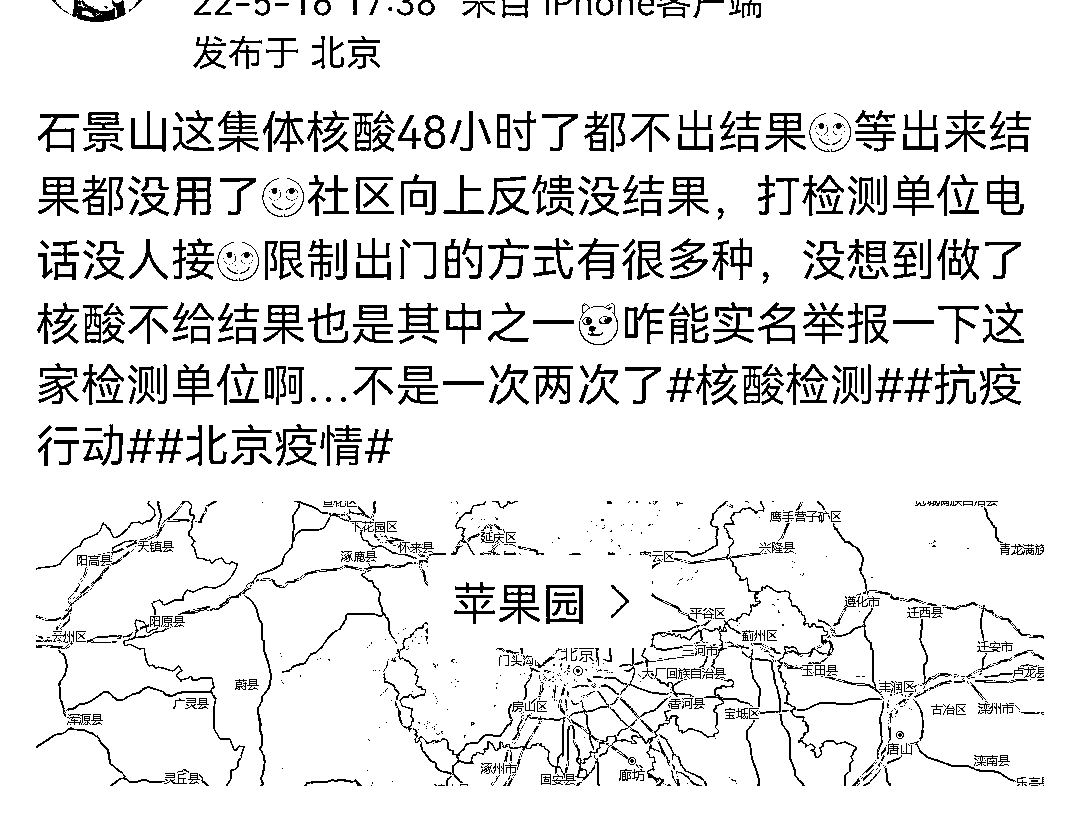 22-5-18 17:38 来自 iPhone客户端
发布于 北京
石景山这集体核酸48小时了都不出结果等出来结
果都没用了社区向上反馈没结果，打检测单位电
话没人接限制出门的方式有很多种，没想到做了
核酸不给结果也是其中之一咋能实名举报一下这
家检测单位啊...不是一次两次了#核酸检测##抗疫
行动##北京疫情#
下花园区
鹰手营子矿区
延庆区
天镇县
阳高县
怀来县
涿鹿县
兴隆县
青龙满族
苹果园 >
云州区
阳原县
平谷区
遵化市
迁西县
蓟州区
三河市
迁安市
门头沟
北京
大厂回族自治县
玉田县
卢龙县
蔚县
丰润区
广灵县
房山区
香河县
宝坻区
古冶区
滦州市
浑源县
唐山
涿州市
固安县
廊坊
滦南县
灵丘县
乐亭县